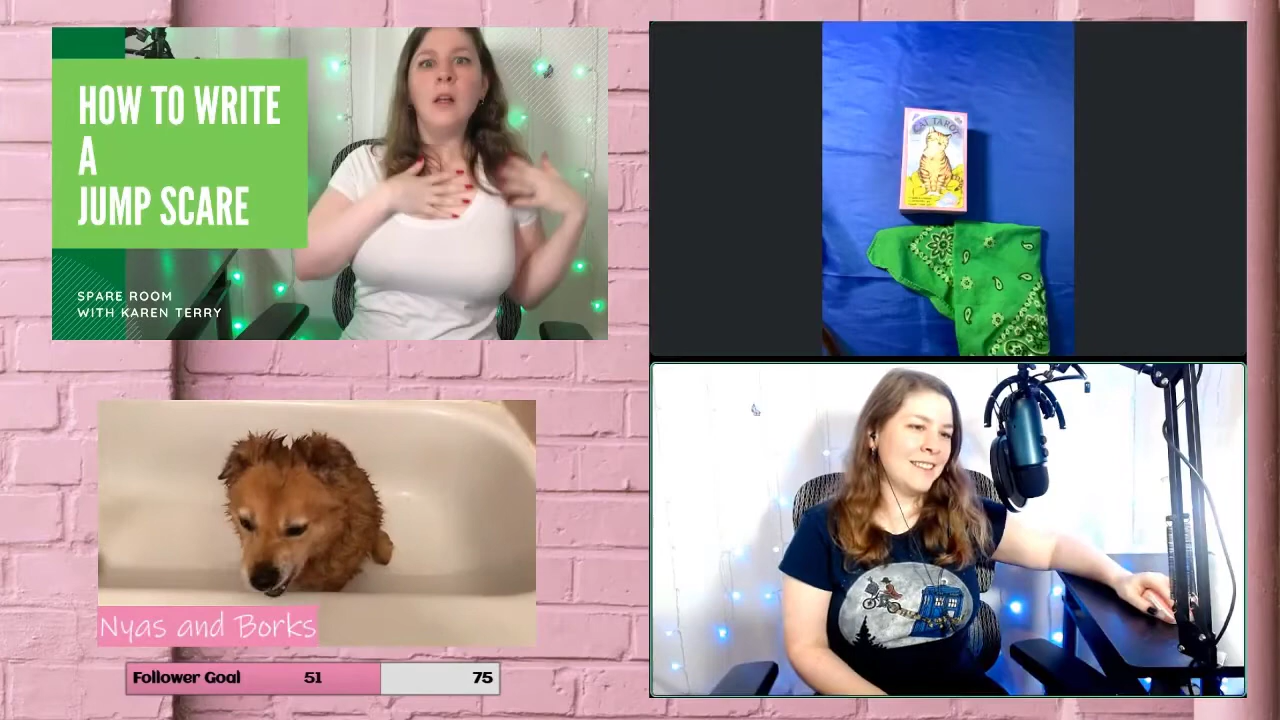 HOW TO WRITE
A
JUMP SCARE
SPARE ROOM
WITH KAREN TERRY
CAT TAROT
Nyas and Borks
Follower Goal 51 75